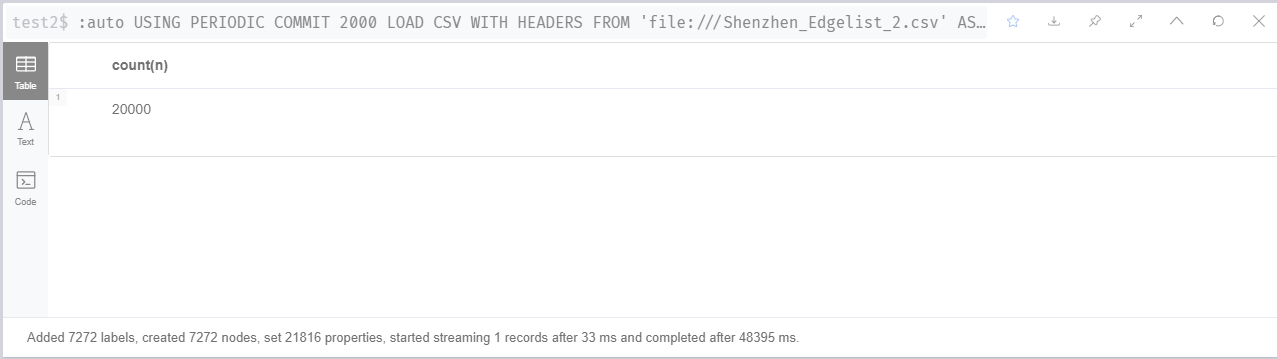 test2$ :auto USING PERIODIC COMMIT 2000 LOAD CSV WITH HEADERS FROM 'file:///Shenzhen_Edgelist_2.csv' AS…
Table
count(n)
1
20000
Text
Code
Added 7272 labels, created 7272 nodes, set 21816 properties, started streaming 1 records after 33 ms and completed after 48395 ms.